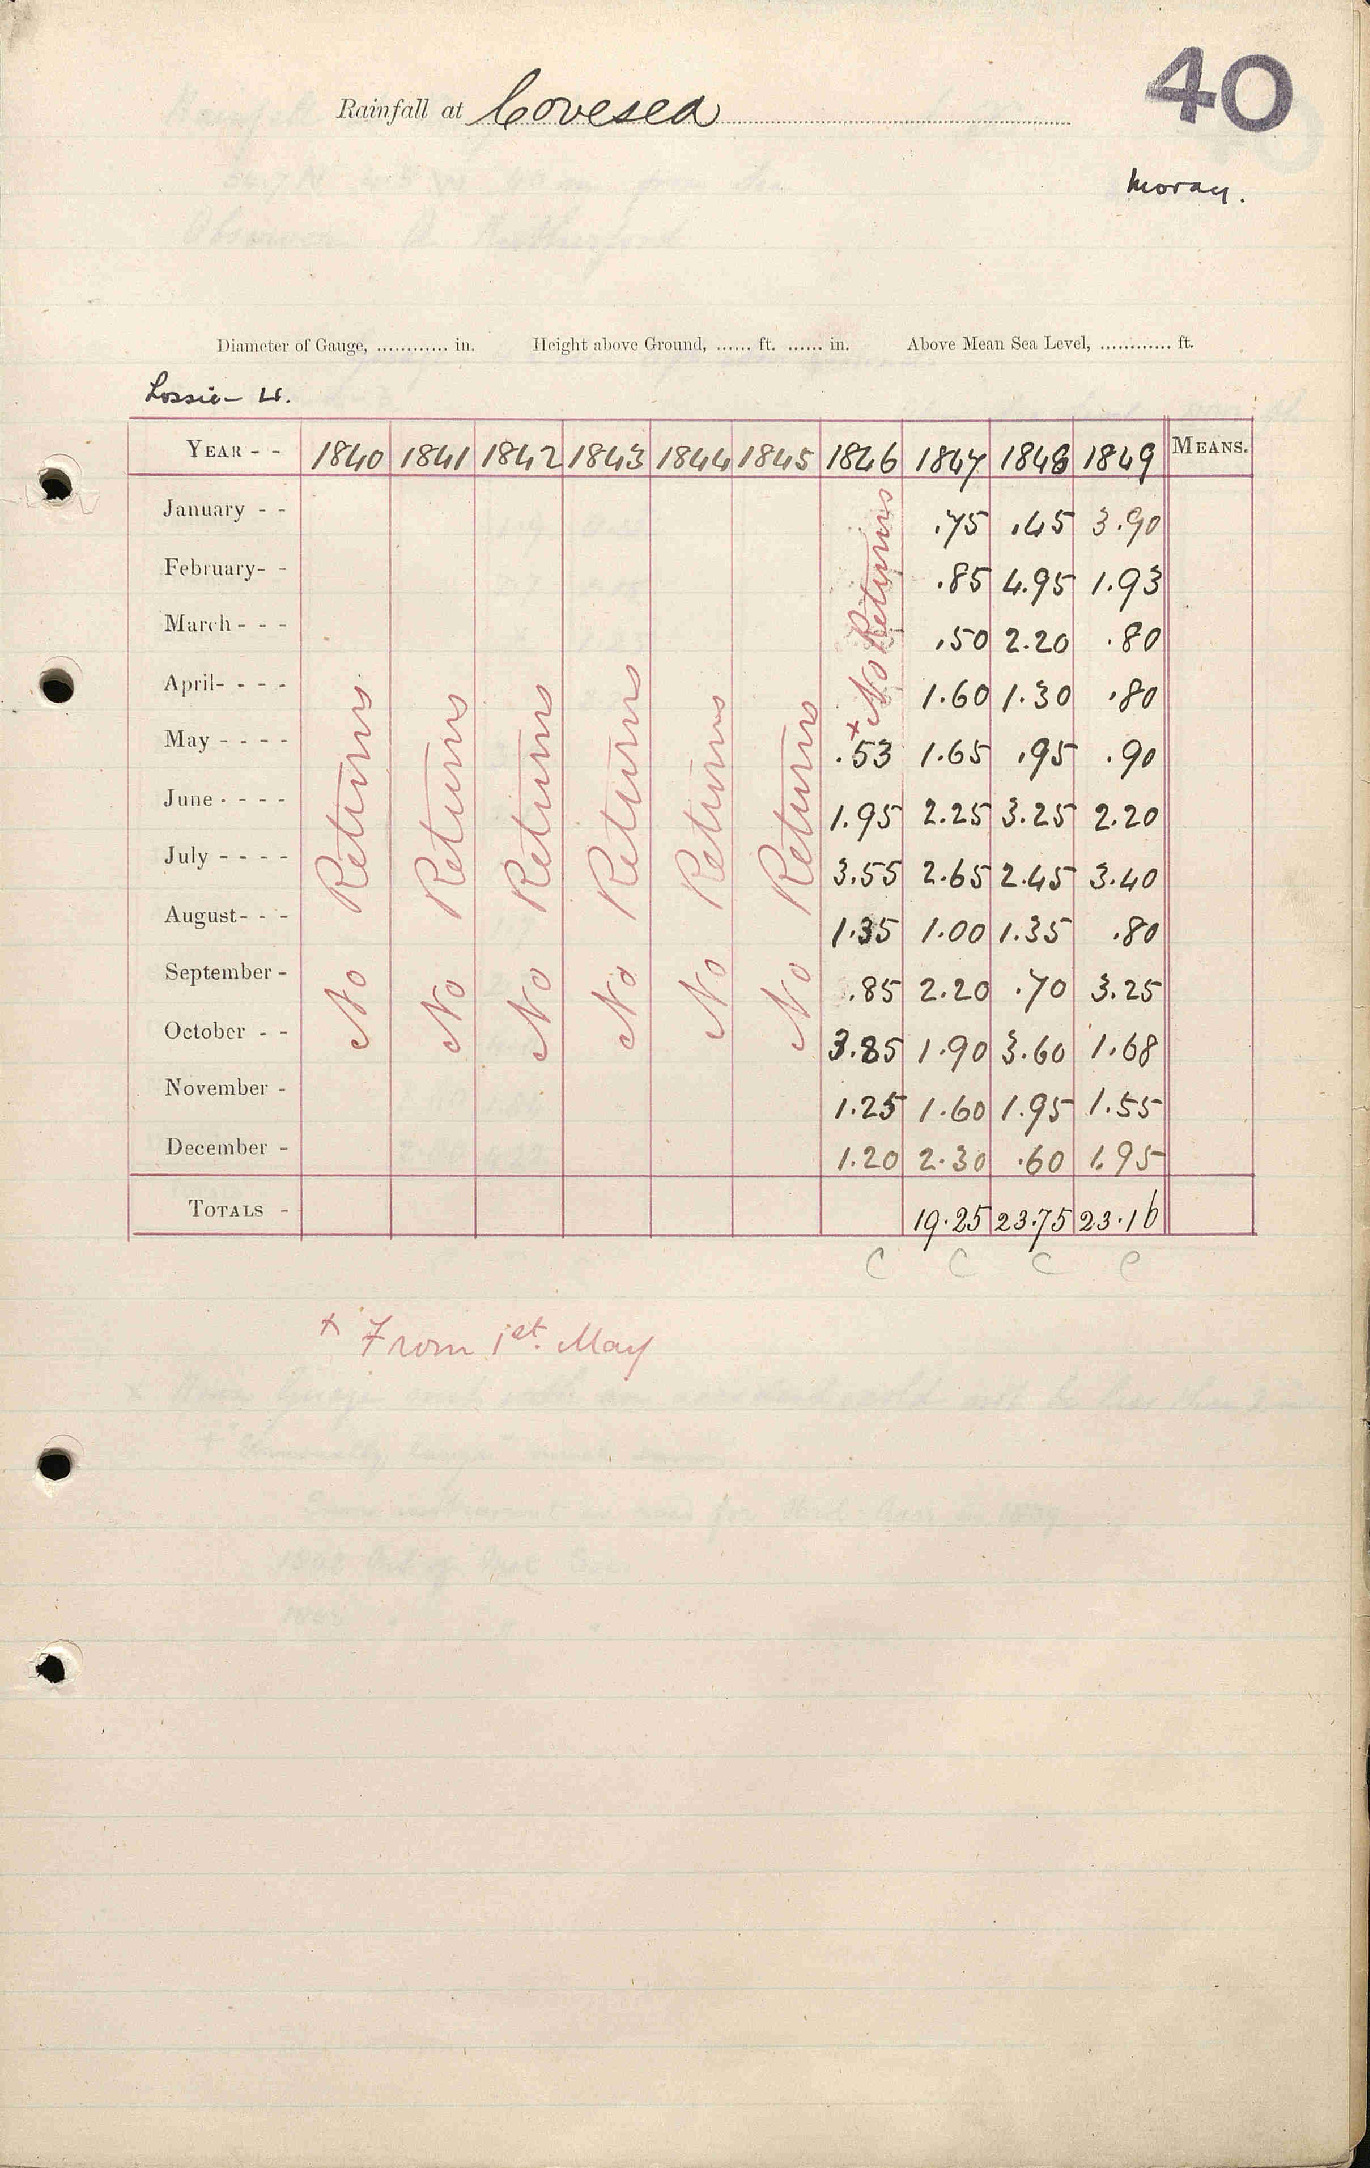 40
Rainfall at Covesea
Moray.
Diameter of Gauge, ............ in. Height above Ground, ...... ft. ...... in. Above Mean Sea Level, ............ ft.
Lossie
YEAR - - 1840 1841 1842 1843 1844 1845 1846 1847 1848 1849 MEANS.
January - - .75 .45 3.90
February- - .85 4.95 1.93
March - - - .50 2.20 .80
April- - - - 1.60 1.30 .80
May - - - - .53 1.65 .95 .90
June - - - - 1.95 2.25 3.25 2.20
July - - - - 3.55 2.65 2.45 3.40
August- - - 1.35 1.00 1.35 .80
September - .85 2.20 .70 3.25
October - - 3.85 1.90 3.60 1.68
November - 1.25 1.60 1.95 1.55
December - 1.20 2.30 .60 1.95
No Returns
No Returns
No Returns
No Returns
No Returns
No Returns
+ No Returns
TOTALS - 19.25 23.75 23.16
C C C C
+ From 1st. May